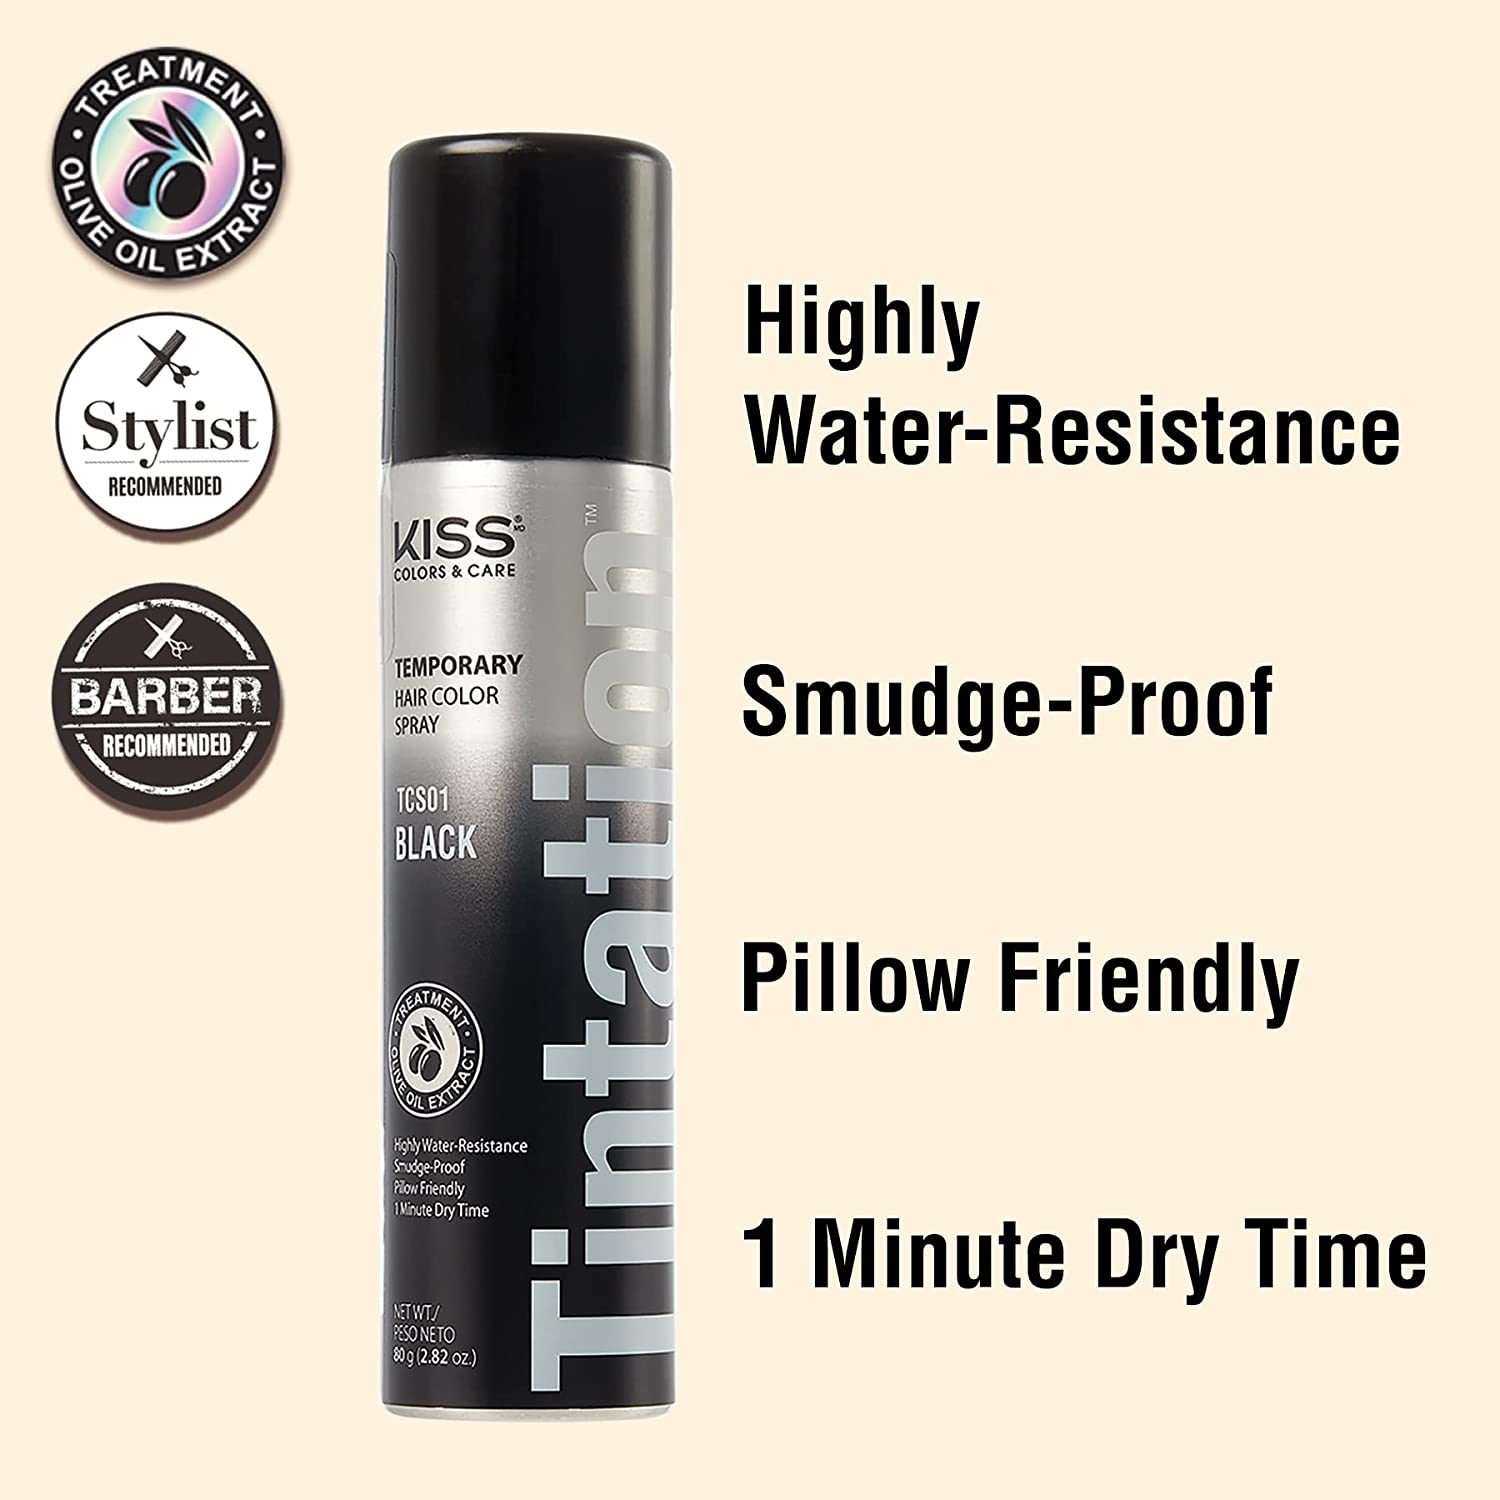 TREATMENT
OLIVE OIL EXTRACT
Stylist
RECOMMENDED
BARBER
RECOMMENDED
KISS®
MD
COLORS & CARE
TEMPORARY
HAIR COLOR
SPRAY
TCS01
BLACK
TREATMENT
OLIVE OIL EXTRACT
Highly Water-Resistance
Smudge-Proof
Pillow Friendly
1 Minute Dry Time
NET WT./
PESO NETO
80 g (2.82 oz.)
Tintation™
Highly
Water-Resistance
Smudge-Proof
Pillow Friendly
1 Minute Dry Time